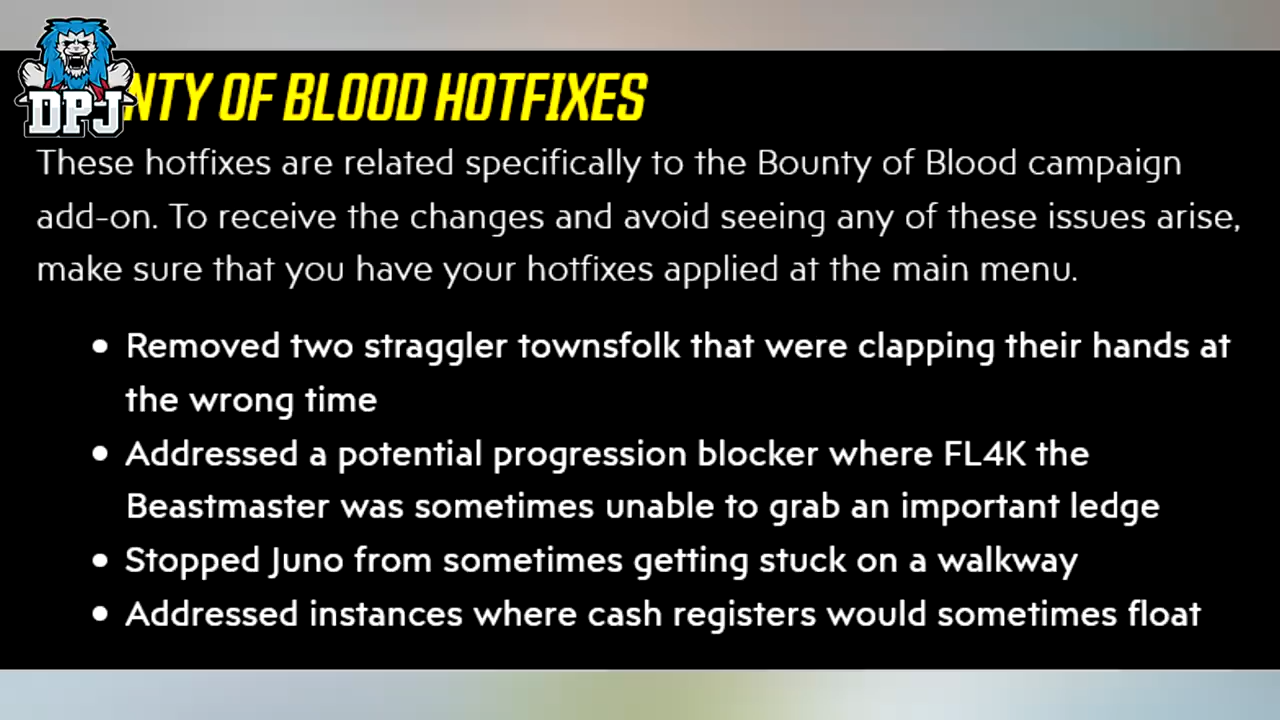 DPJ
NTY OF BLOOD HOTFIXES
These hotfixes are related specifically to the Bounty of Blood campaign
add-on. To receive the changes and avoid seeing any of these issues arise,
make sure that you have your hotfixes applied at the main menu.
• Removed two straggler townsfolk that were clapping their hands at
the wrong time
• Addressed a potential progression blocker where FL4K the
Beastmaster was sometimes unable to grab an important ledge
• Stopped Juno from sometimes getting stuck on a walkway
• Addressed instances where cash registers would sometimes float